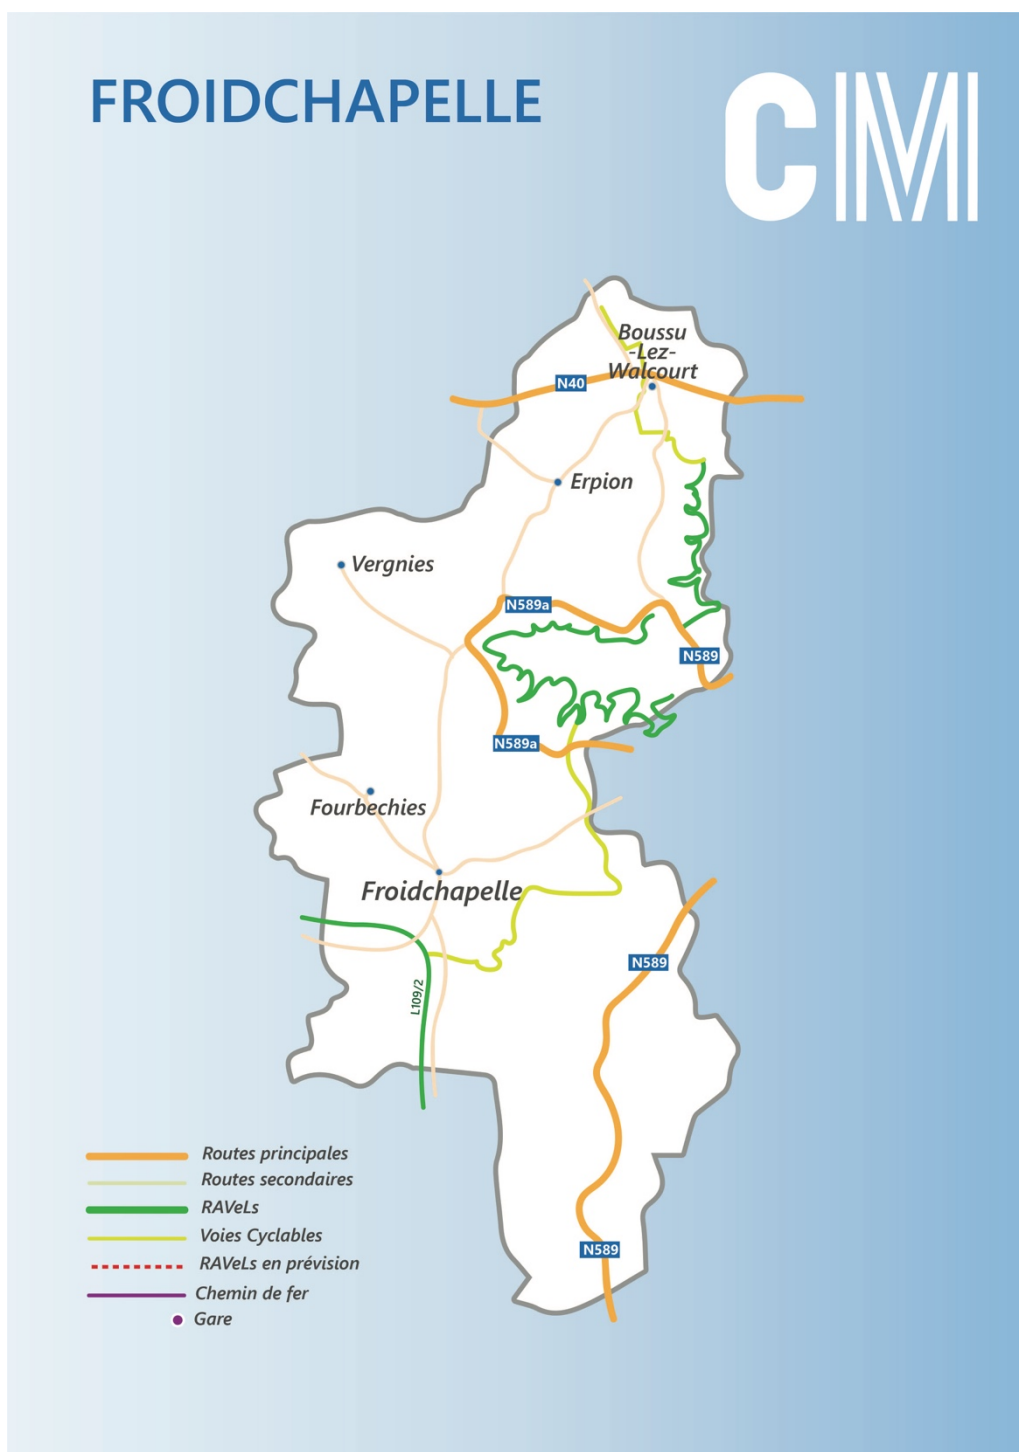 FROIDCHAPELLE
CM
Boussu
-Lez-
Walcourt
N40
Erpion
Vergnies
N589a
N589
N589a
Fourbechies
Froidchapelle
N589
L109/2
N589
Routes principales
Routes secondaires
RAVeLs
Voies Cyclables
RAVeLs en prévision
Chemin de fer
Gare